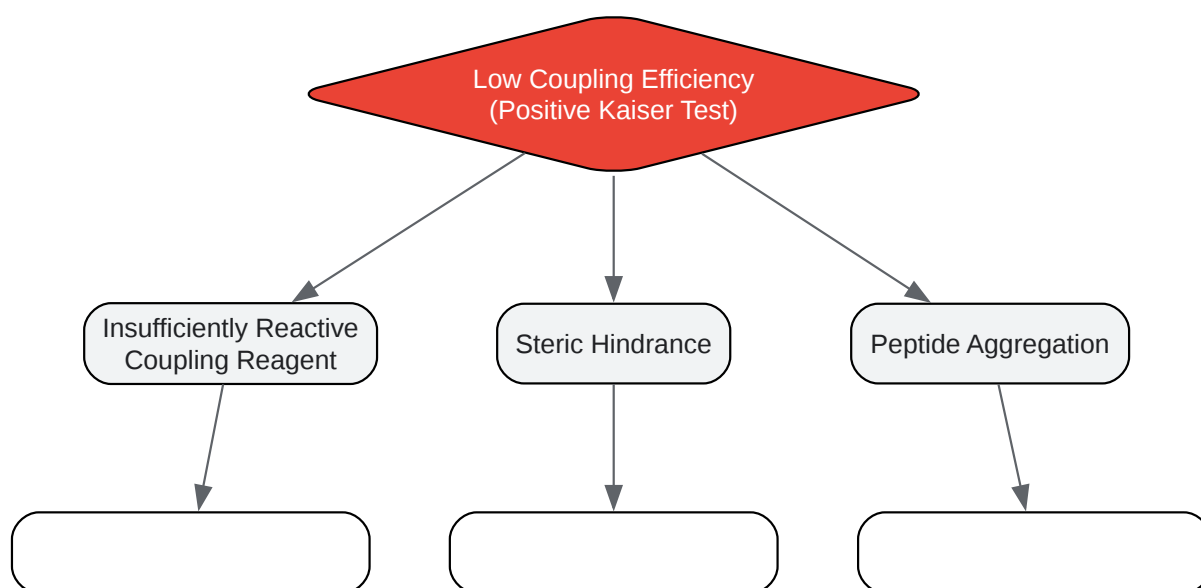 Low Coupling Efficiency
(Positive Kaiser Test)
Insufficiently Reactive
Coupling Reagent
Steric Hindrance
Peptide Aggregation